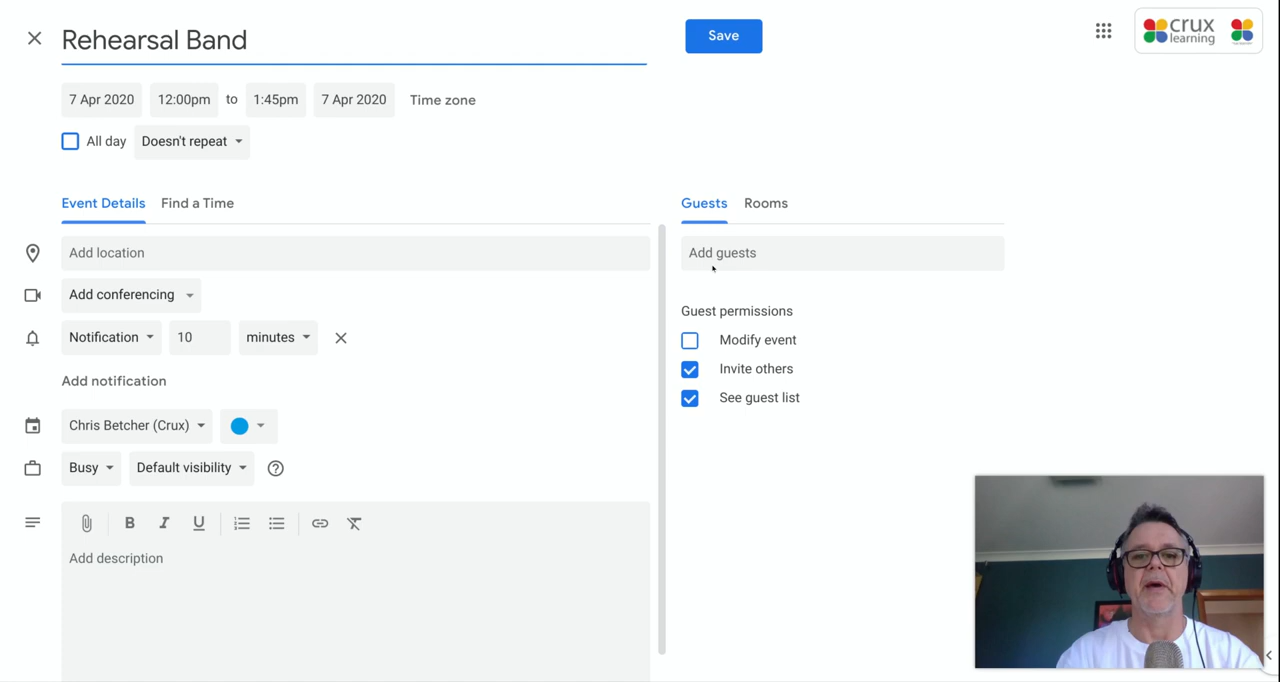 Rehearsal Band
Save
crux
learning
7 Apr 2020 12:00pm to 1:45pm 7 Apr 2020 Time zone
All day Doesn't repeat
Event Details Find a Time
Guests Rooms
Add location
Add guests
Add conferencing
Guest permissions
Notification 10 minutes
Modify event
Invite others
Add notification
See guest list
Chris Betcher (Crux)
Busy Default visibility
B I U
Add description